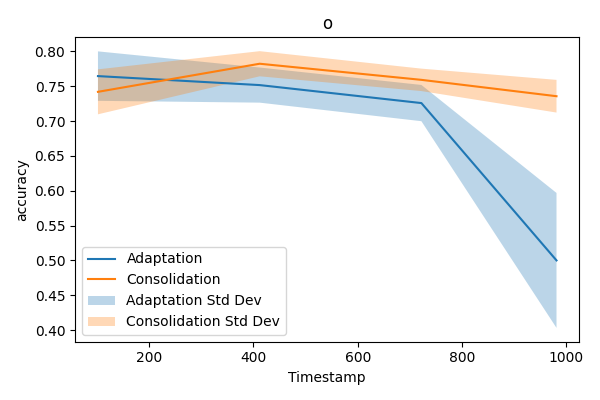 o
0.80
0.75
0.70
0.65
0.60
0.55
0.50
0.45
0.40
accuracy
Adaptation
Consolidation
Adaptation Std Dev
Consolidation Std Dev
200 400 600 800 1000
Timestamp